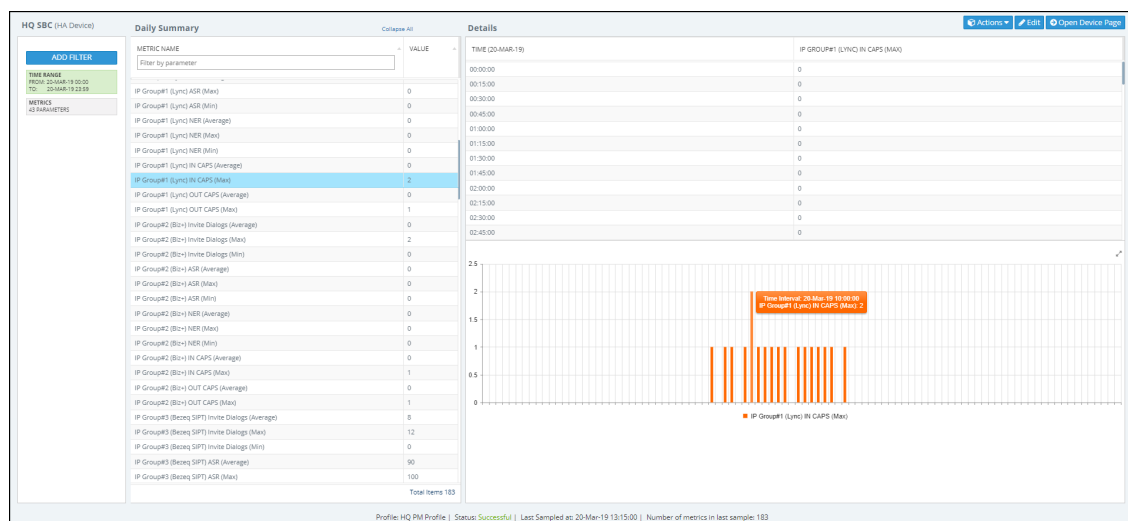 HQ SBC (HA Device)
Actions
Edit
Open Device Page
ADD FILTER
TIME RANGE
FROM: 20-MAR-19 00:00
TO: 20-MAR-19 23:59
METRICS
43 PARAMETERS
Daily Summary
Collapse All
METRIC NAME VALUE
Filter by parameter
IP Group#1 (Lync) ASR (Max) 0
IP Group#1 (Lync) ASR (Min) 0
IP Group#1 (Lync) NER (Average) 0
IP Group#1 (Lync) NER (Max) 0
IP Group#1 (Lync) NER (Min) 0
IP Group#1 (Lync) IN CAPS (Average) 0
IP Group#1 (Lync) IN CAPS (Max) 2
IP Group#1 (Lync) OUT CAPS (Average) 0
IP Group#1 (Lync) OUT CAPS (Max) 1
IP Group#2 (Biz+) Invite Dialogs (Average) 0
IP Group#2 (Biz+) Invite Dialogs (Max) 2
IP Group#2 (Biz+) Invite Dialogs (Min) 0
IP Group#2 (Biz+) ASR (Average) 0
IP Group#2 (Biz+) ASR (Max) 0
IP Group#2 (Biz+) ASR (Min) 0
IP Group#2 (Biz+) NER (Average) 0
IP Group#2 (Biz+) NER (Max) 0
IP Group#2 (Biz+) NER (Min) 0
IP Group#2 (Biz+) IN CAPS (Average) 0
IP Group#2 (Biz+) IN CAPS (Max) 1
IP Group#2 (Biz+) OUT CAPS (Average) 0
IP Group#2 (Biz+) OUT CAPS (Max) 1
IP Group#3 (Bezeq SIPT) Invite Dialogs (Average) 8
IP Group#3 (Bezeq SIPT) Invite Dialogs (Max) 12
IP Group#3 (Bezeq SIPT) Invite Dialogs (Min) 0
IP Group#3 (Bezeq SIPT) ASR (Average) 90
IP Group#3 (Bezeq SIPT) ASR (Max) 100
Total Items 183
Details
TIME (20-MAR-19) IP GROUP#1 (LYNC) IN CAPS (MAX)
00:00:00 0
00:15:00 0
00:30:00 0
00:45:00 0
01:00:00 0
01:15:00 0
01:30:00 0
01:45:00 0
02:00:00 0
02:15:00 0
02:30:00 0
02:45:00 0
2.5
2
1.5
1
0.5
0
Time Interval: 20-Mar-19 10:00:00
IP Group#1 (Lync) IN CAPS (Max): 2
IP Group#1 (Lync) IN CAPS (Max)
Profile: HQ PM Profile | Status: Successful | Last Sampled at: 20-Mar-19 13:15:00 | Number of metrics in last sample: 183